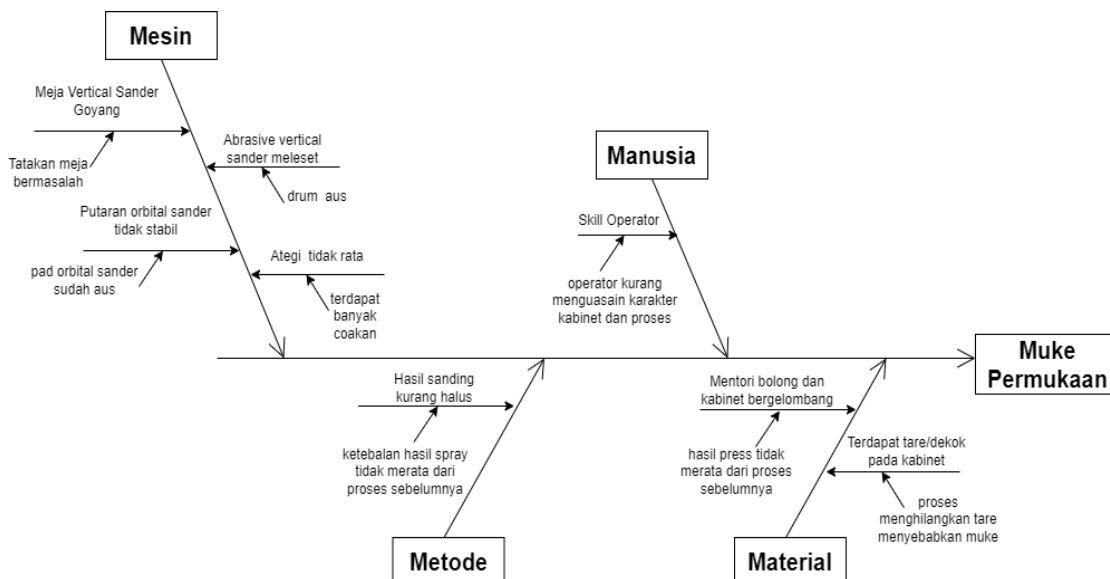 Mesin
Meja Vertical Sander
Goyang
Tatakan meja
bermasalah
Abrasive vertical
sander meleset
drum aus
Putaran orbital sander
tidak stabil
pad orbital sander
sudah aus
Ategi tidak rata
terdapat
banyak
coakan
Manusia
Skill Operator
operator kurang
menguasain karakter
kabinet dan proses
Muke
Permukaan
Hasil sanding
kurang halus
ketebalan hasil spray
tidak merata dari
proses sebelumnya
Metode
Mentori bolong dan
kabinet bergelombang
hasil press tidak
merata dari proses
sebelumnya
Terdapat tare/dekok
pada kabinet
proses
menghilangkan tare
menyebabkan muke
Material